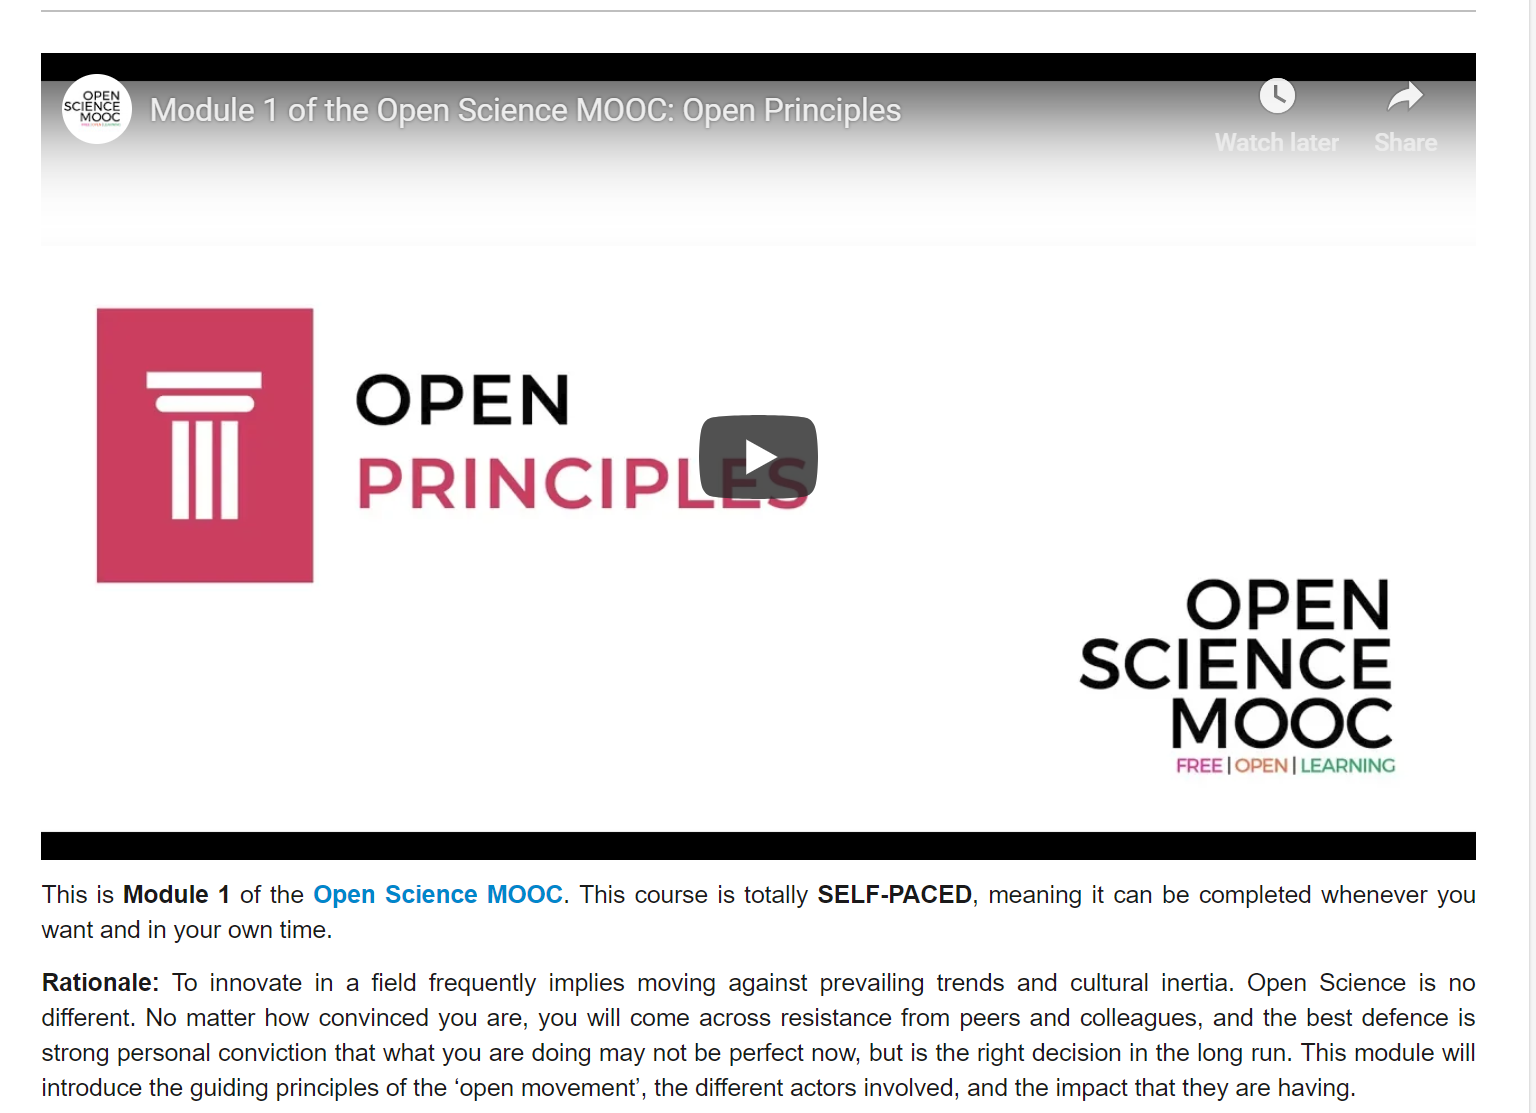 OPEN
SCIENCE
MOOC
Module 1 of the Open Science MOOC: Open Principles
Watch later
Share
OPEN
PRINCIPLES
OPEN
SCIENCE
MOOC
FREE | OPEN | LEARNING
This is Module 1 of the Open Science MOOC. This course is totally SELF-PACED, meaning it can be completed whenever you
want and in your own time.
Rationale: To innovate in a field frequently implies moving against prevailing trends and cultural inertia. Open Science is no
different. No matter how convinced you are, you will come across resistance from peers and colleagues, and the best defence is
strong personal conviction that what you are doing may not be perfect now, but is the right decision in the long run. This module will
introduce the guiding principles of the ‘open movement’, the different actors involved, and the impact that they are having.